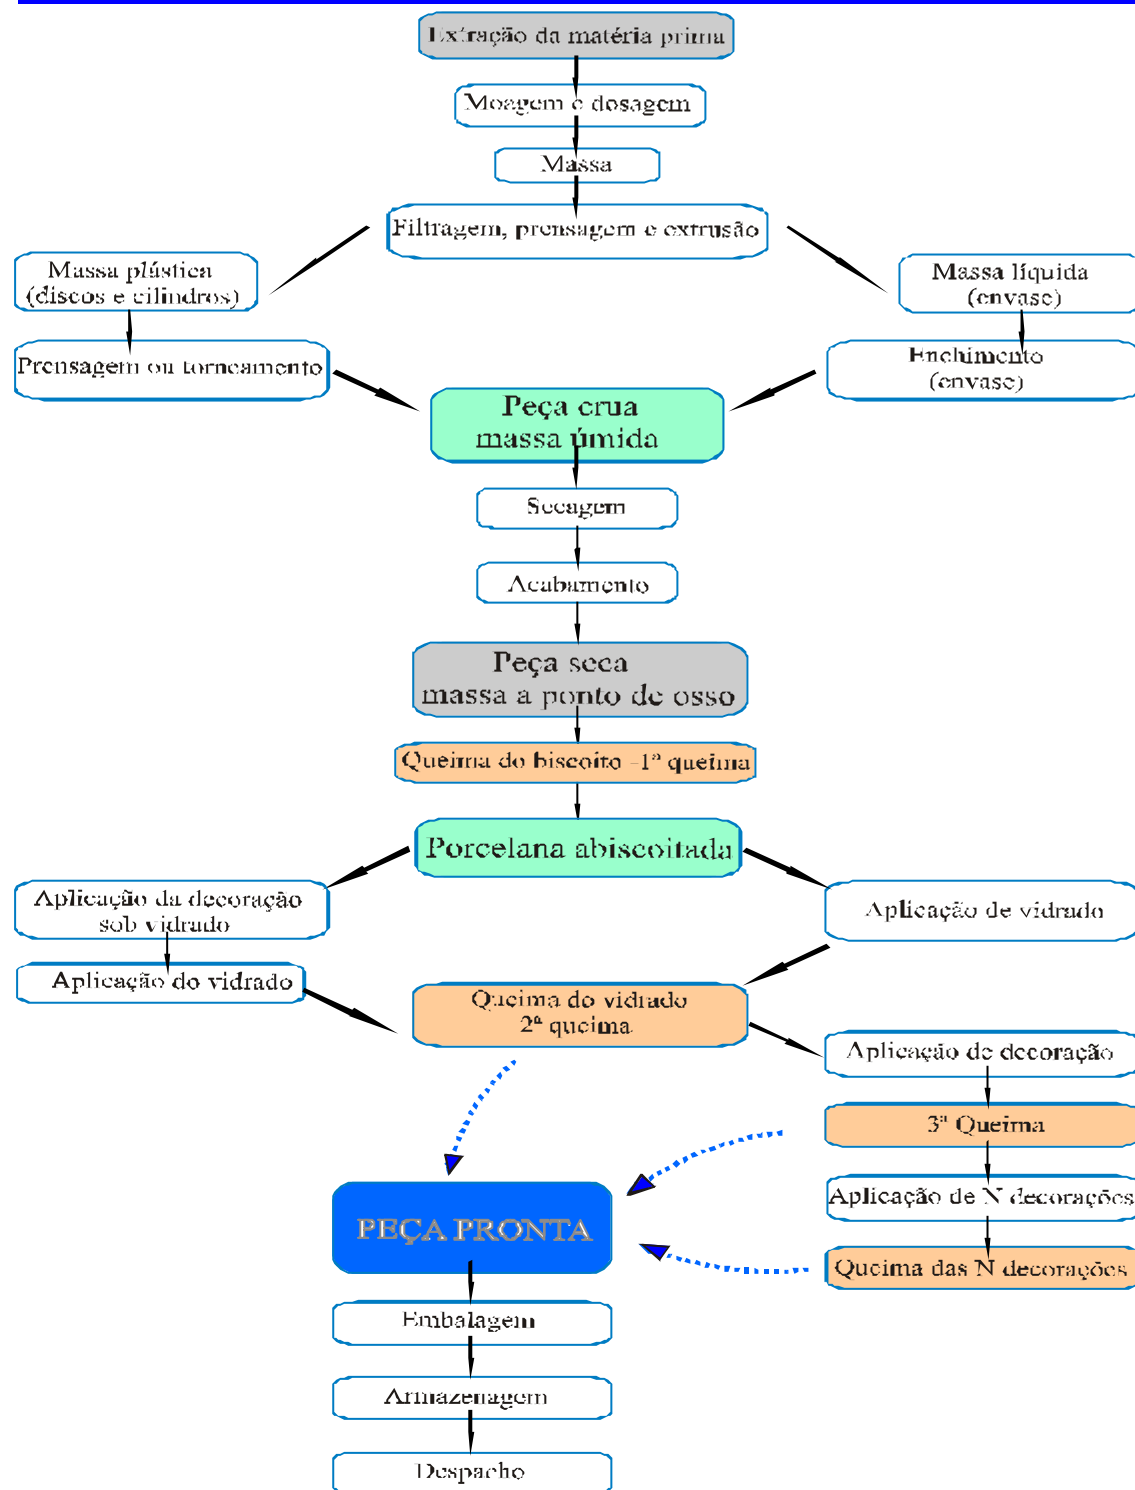 Extração da matéria prima
Moagem e dosagem
Massa
Filtragem, prensagem e extrusão
Massa plástica
(discos e cilindros)
Massa líquida
(envase)
Prensagem ou torneamento
Enchimento
(envase)
Peça crua
massa úmida
Secagem
Acabamento
Peça seca
massa a ponto de osso
Queima do biscoito -1ª queima
Porcelana abiscoitada
Aplicação da decoração
sob vidrado
Aplicação de vidrado
Aplicação do vidrado
Queima do vidrado
2ª queima
Aplicação de decoração
3ª Queima
Aplicação de N decorações
Queima das N decorações
PEÇA PRONTA
Embalagem
Armazenagem
Despacho